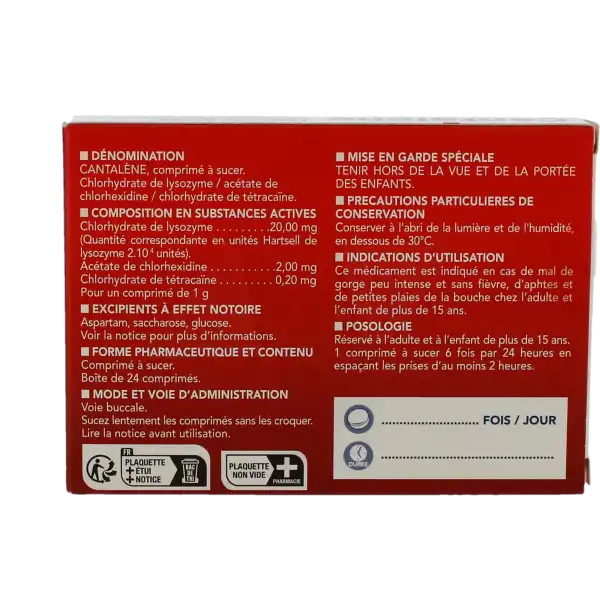 ■ DÉNOMINATION
CANTALÈNE, comprimé à sucer.
Chlorhydrate de lysozyme / acétate de
chlorhexidine / chlorhydrate de tétracaïne.
■ COMPOSITION EN SUBSTANCES ACTIVES
Chlorhydrate de lysozyme . . . . . . . . .20,00 mg
(Quantité correspondante en unités Hartsell de
lysozyme 2.10⁴ unités).
Acétate de chlorhexidine . . . . . . . . . . .2,00 mg
Chlorhydrate de tétracaïne . . . . . . . . . 0,20 mg
Pour un comprimé de 1 g
■ EXCIPIENTS À EFFET NOTOIRE
Aspartam, saccharose, glucose.
Voir la notice pour plus d'informations.
■ FORME PHARMACEUTIQUE ET CONTENU
Comprimé à sucer.
Boîte de 24 comprimés.
■ MODE ET VOIE D'ADMINISTRATION
Voie buccale.
Sucez lentement les comprimés sans les croquer.
Lire la notice avant utilisation.
FR
PLAQUETTE
+ ÉTUI
+ NOTICE
BAC
DE
TRI
PLAQUETTE
NON VIDE
+
PHARMACIE
■ MISE EN GARDE SPÉCIALE
TENIR HORS DE LA VUE ET DE LA PORTÉE
DES ENFANTS.
■ PRECAUTIONS PARTICULIERES DE
CONSERVATION
Conserver à l'abri de la lumière et de l'humidité,
en dessous de 30°C.
■ INDICATIONS D'UTILISATION
Ce médicament est indiqué en cas de mal de
gorge peu intense et sans fièvre, d'aphtes et
de petites plaies de la bouche chez l'adulte et
l'enfant de plus de 15 ans.
■ POSOLOGIE
Réservé à l'adulte et à l'enfant de plus de 15 ans.
1 comprimé à sucer 6 fois par 24 heures en
espaçant les prises d'au moins 2 heures.
............................ FOIS / JOUR
DURÉE ..................................................